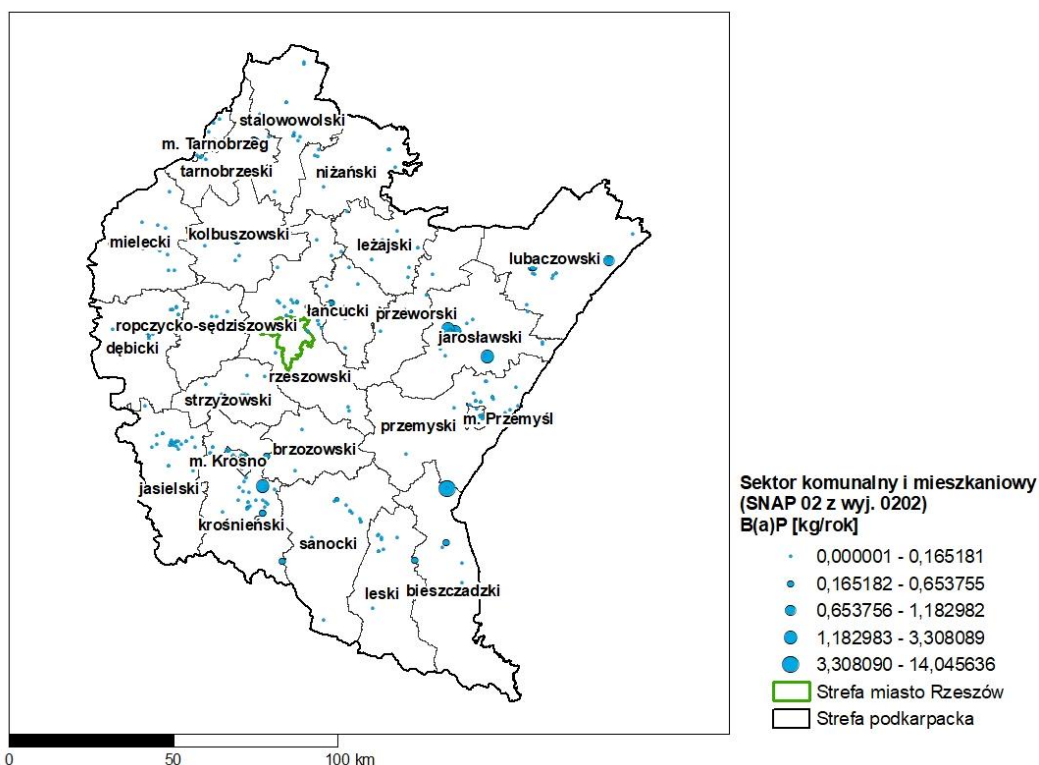 stalowowolski
m. Tarnobrzeg
tarnobrzeski
niżański
mielecki
kolbuszowski
leżajski
lubaczowski
łańcucki
przeworski
ropczycko-sędziszowski
jarosławski
dębicki
rzeszowski
strzyżowski
przemyski
m. Przemyśl
brzozowski
m. Krosno
jasielski
krośnieński
sanocki
leski
bieszczadzki
Sektor komunalny i mieszkaniowy
(SNAP 02 z wyj. 0202)
B(a)P [kg/rok]
0,000001 - 0,165181
0,165182 - 0,653755
0,653756 - 1,182982
1,182983 - 3,308089
3,308090 - 14,045636
Strefa miasto Rzeszów
Strefa podkarpacka
0 50 100 km